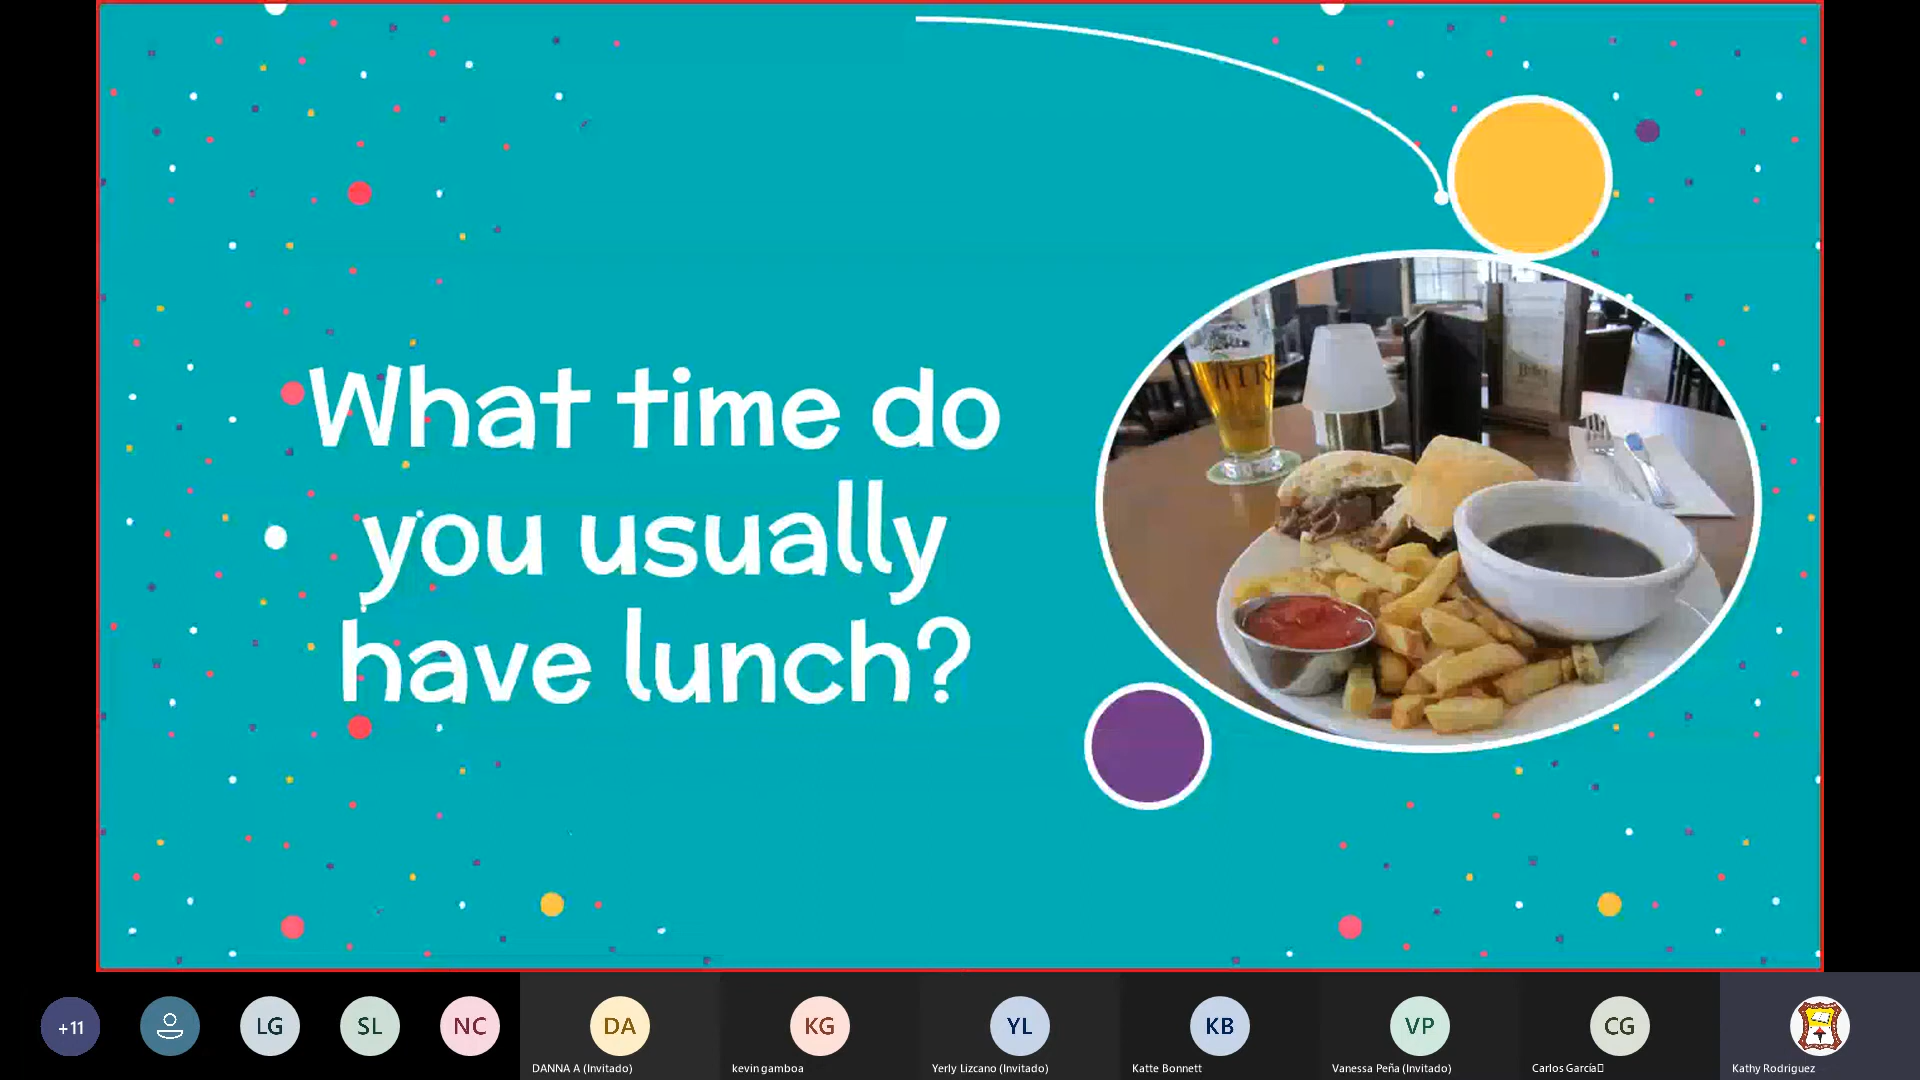 What time do
you usually
have lunch?
+11
LG
SL
NC
DA
KG
YL
KB
VP
CG
DANNA A (Invitado)
kevin gamboa
Yerly Lizcano (Invitado)
Katte Bonnett
Vanessa Peña (Invitado)
Carlos García
Kathy Rodriguez